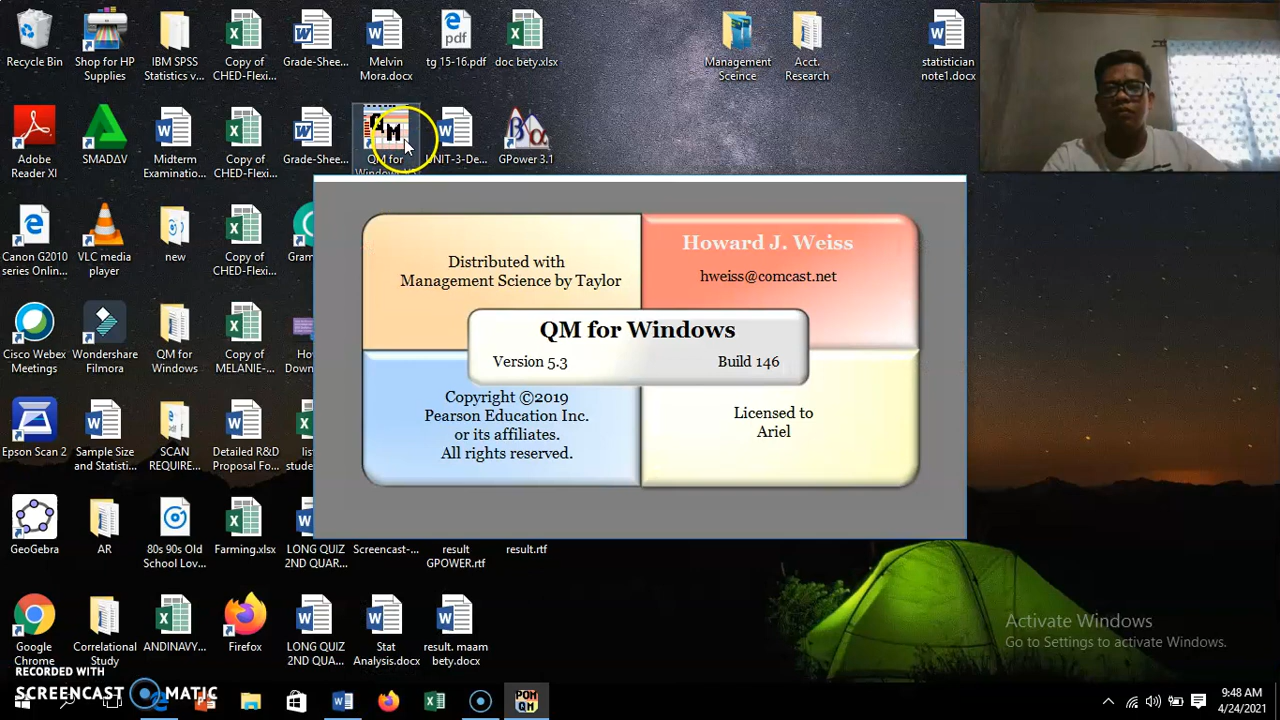 Recycle Bin
Shop for HP
Supplies
IBM SPSS
Statistics v...
Copy of
CHED-Flexi...
Grade-Shee...
Melvin
Mora.docx
tg 15-16.pdf
doc bety.xlsx
Management
Sceince
Acct.
Research
statistician
note1.docx
Adobe
Reader XI
SMADΔV
Midterm
Examinatio...
Copy of
CHED-Flexi...
Grade-Shee...
QM for
UNIT-3-De...
GPower 3.1
Canon G2010
series Onlin...
VLC media
player
new
Copy of
CHED-Flexi...
Gram
Cisco Webex
Meetings
Wondershare
Filmora
QM for
Windows
Copy of
MELANIE-...
Ho
Down
Epson Scan 2
Sample Size
and Statisti...
SCAN
REQUIRE...
Detailed R&D
Proposal Fo...
lis
stude
Distributed with
Management Science by Taylor
Howard J. Weiss
hweiss@comcast.net
QM for Windows
Version 5.3
Build 146
Copyright ©2019
Pearson Education Inc.
or its affiliates.
All rights reserved.
Licensed to
Ariel
GeoGebra
AR
80s 90s Old
School Lov...
Farming.xlsx
LONG QUIZ
2ND QUAR...
Screencast-...
result
GPOWER.rtf
result.rtf
Google
Chrome
Correlational
Study
ANDINAVY...
Firefox
LONG QUIZ
2ND QUA...
Stat
Analysis.docx
result. maam
bety.docx
Activate Windows
Go to Settings to activate Windows.
RECORDED WITH
SCREENCAST MATIC
POM
QM
9:48 AM
4/24/2021